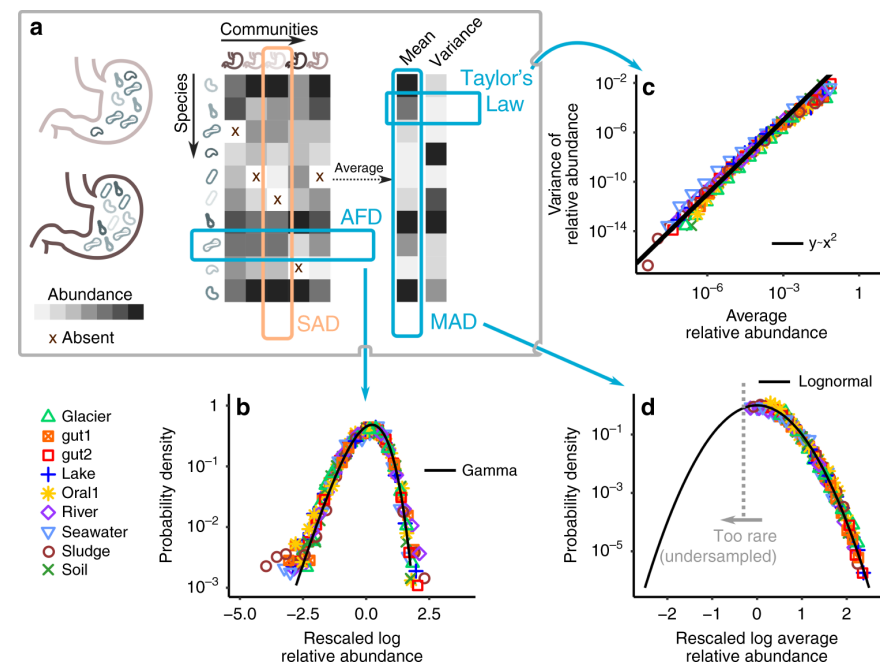 a
Communities
Species
Mean
Variance
Taylor's
Law
x
x
x
x
x
Average
AFD
SAD
MAD
Abundance
x Absent
c
Variance of
relative abundance
10−2
10−6
10−10
10−14
y~x2
10−6
10−3
1
Average
relative abundance
Glacier
gut1
gut2
Lake
Oral1
River
Seawater
Sludge
Soil
b
Probability density
1
10−1
10−2
10−3
Gamma
−5.0
−2.5
0.0
2.5
Rescaled log
relative abundance
d
Lognormal
Probability density
10−1
10−3
10−5
Too rare
(undersampled)
−2
−1
0
1
2
Rescaled log average
relative abundance